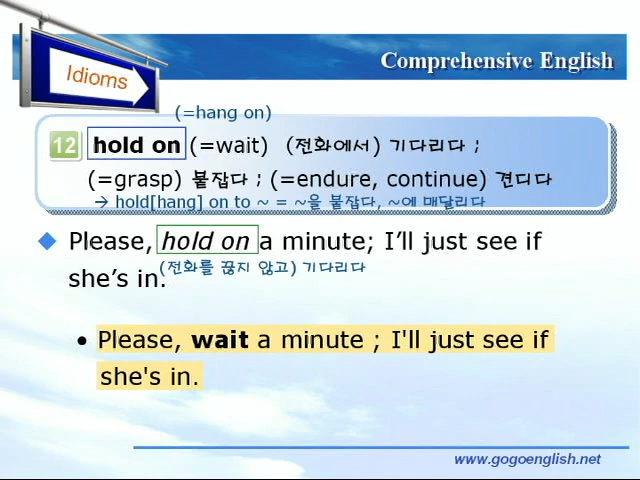 Comprehensive English
Idioms
(=hang on)
12 hold on (=wait) (전화에서) 기다리다 ;
(=grasp) 붙잡다 ; (=endure, continue) 견디다
→ hold[hang] on to ~ = ~을 붙잡다, ~에 매달리다
◆ Please, hold on a minute; I’ll just see if
she’s in.
(전화를 끊지 않고) 기다리다
• Please, wait a minute ; I'll just see if
she's in.
www.gogoenglish.net